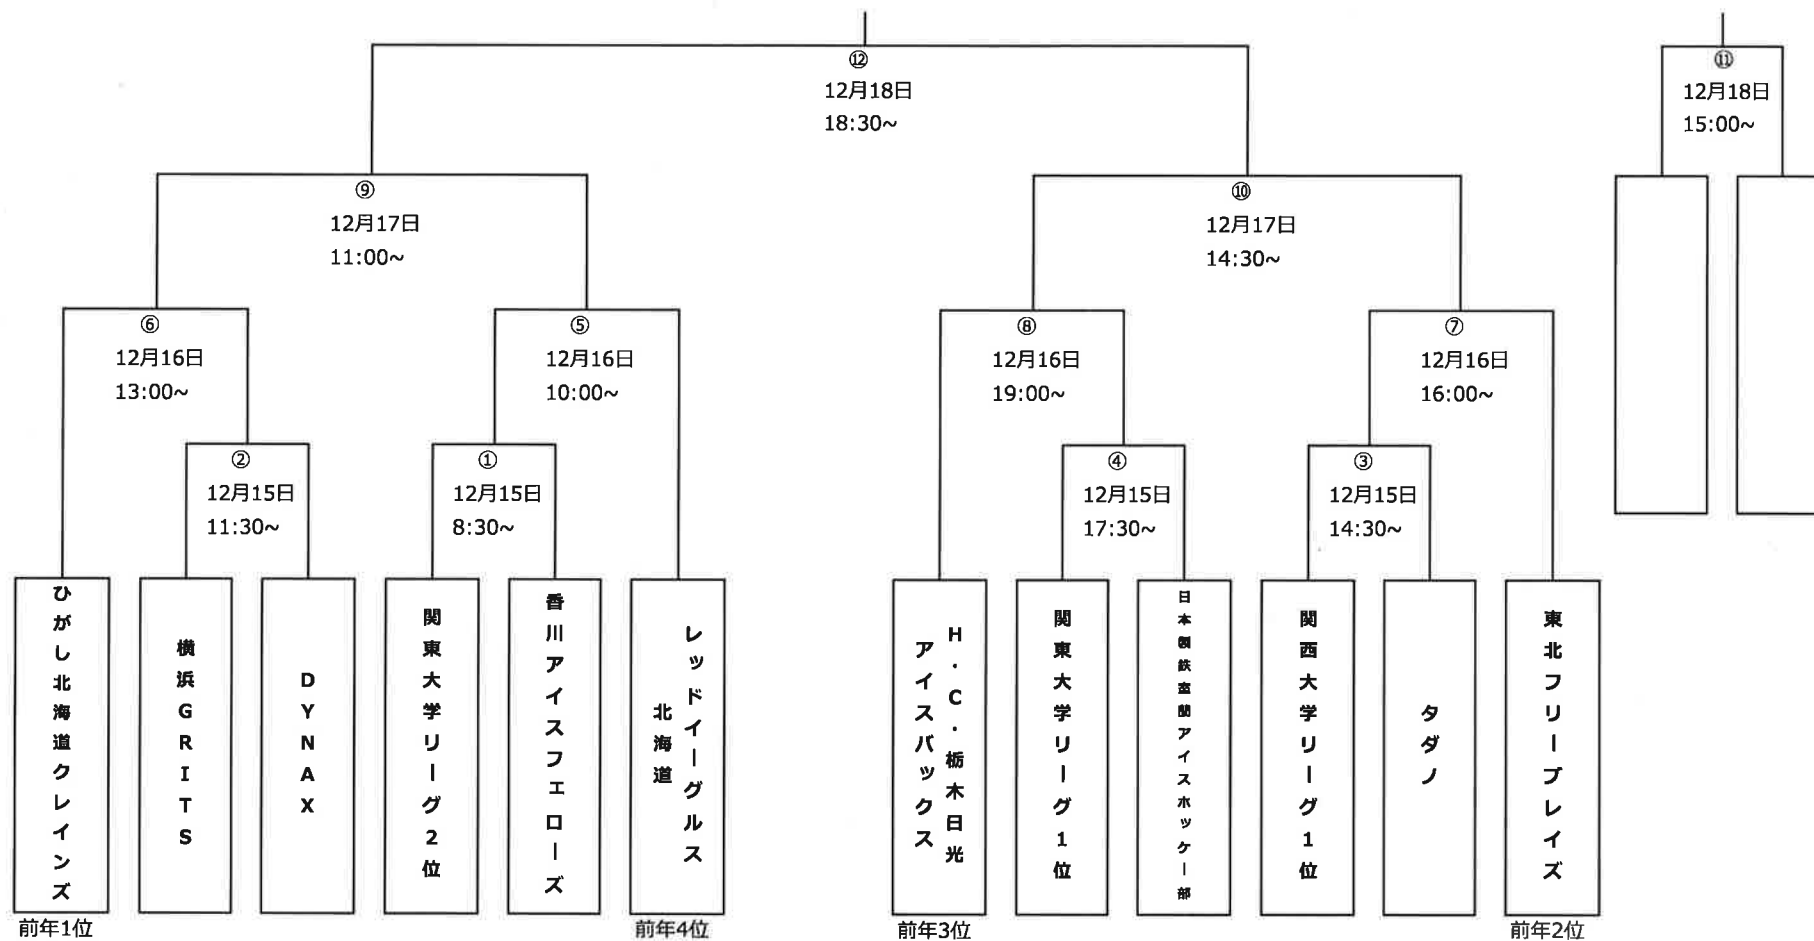 ⑫
12月18日
18:30~
⑪
12月18日
15:00~
⑨
12月17日
11:00~
⑩
12月17日
14:30~
⑥
12月16日
13:00~
⑤
12月16日
10:00~
⑧
12月16日
19:00~
⑦
12月16日
16:00~
②
12月15日
11:30~
①
12月15日
8:30~
④
12月15日
17:30~
③
12月15日
14:30~
ひがし北海道クレインズ
横浜GRITS
DYNAX
関東大学リーグ2位
香川アイスフェローズ
レッドイーグルス
北海道
H・C・栃木日光
アイスバックス
関東大学リーグ1位
日本製鉄室蘭アイスホッケー部
関西大学リーグ1位
タダノ
東北フリーブレイズ
前年1位
前年4位
前年3位
前年2位